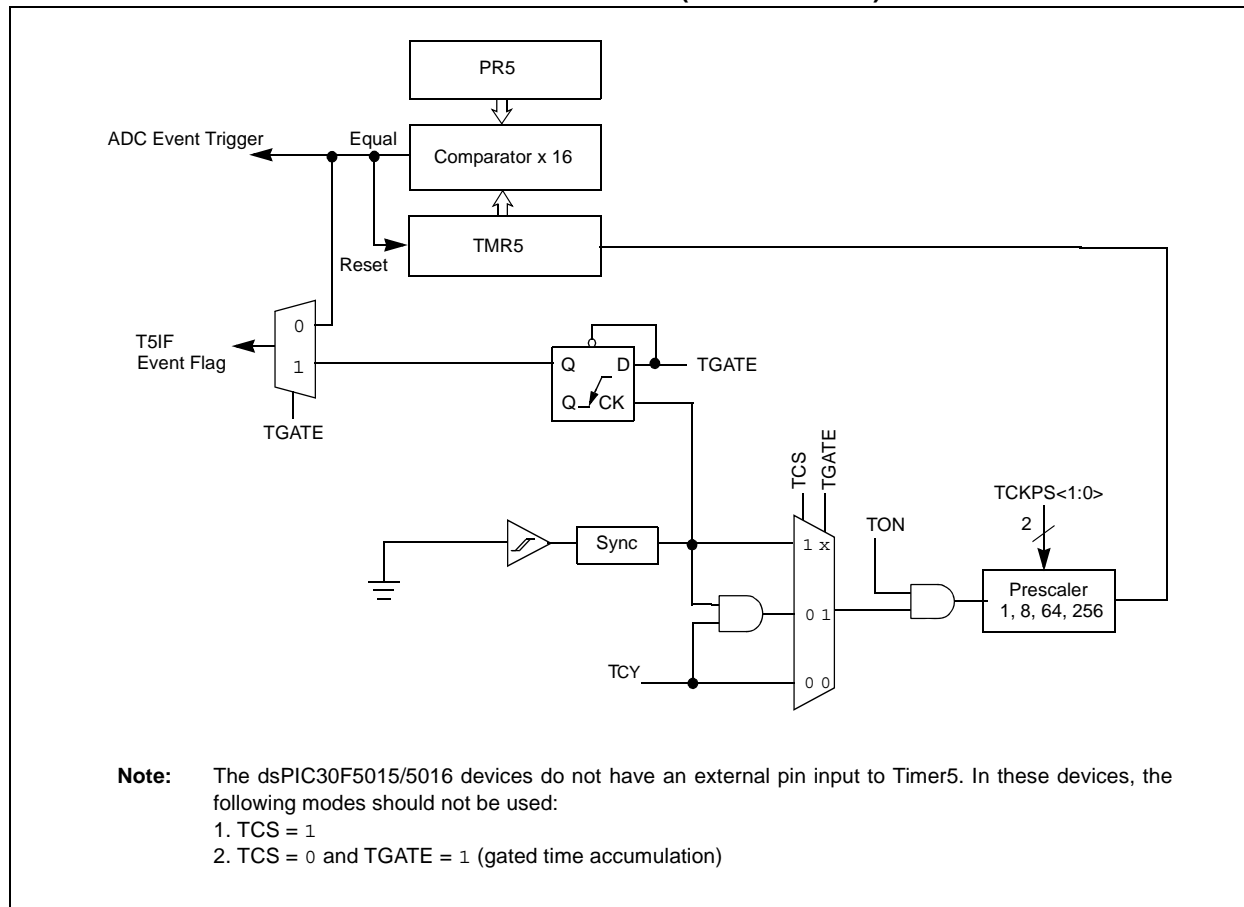 PR5
ADC Event Trigger
Equal
Comparator x 16
TMR5
Reset
0
1
T5IF
Event Flag
TGATE
Q
D
Q
CK
TGATE
TCS
TGATE
TCKPS<1:0>
2
TON
Sync
1 x
0 1
0 0
Prescaler
1, 8, 64, 256
TCY
Note: The dsPIC30F5015/5016 devices do not have an external pin input to Timer5. In these devices, the
following modes should not be used:
1. TCS = 1
2. TCS = 0 and TGATE = 1 (gated time accumulation)